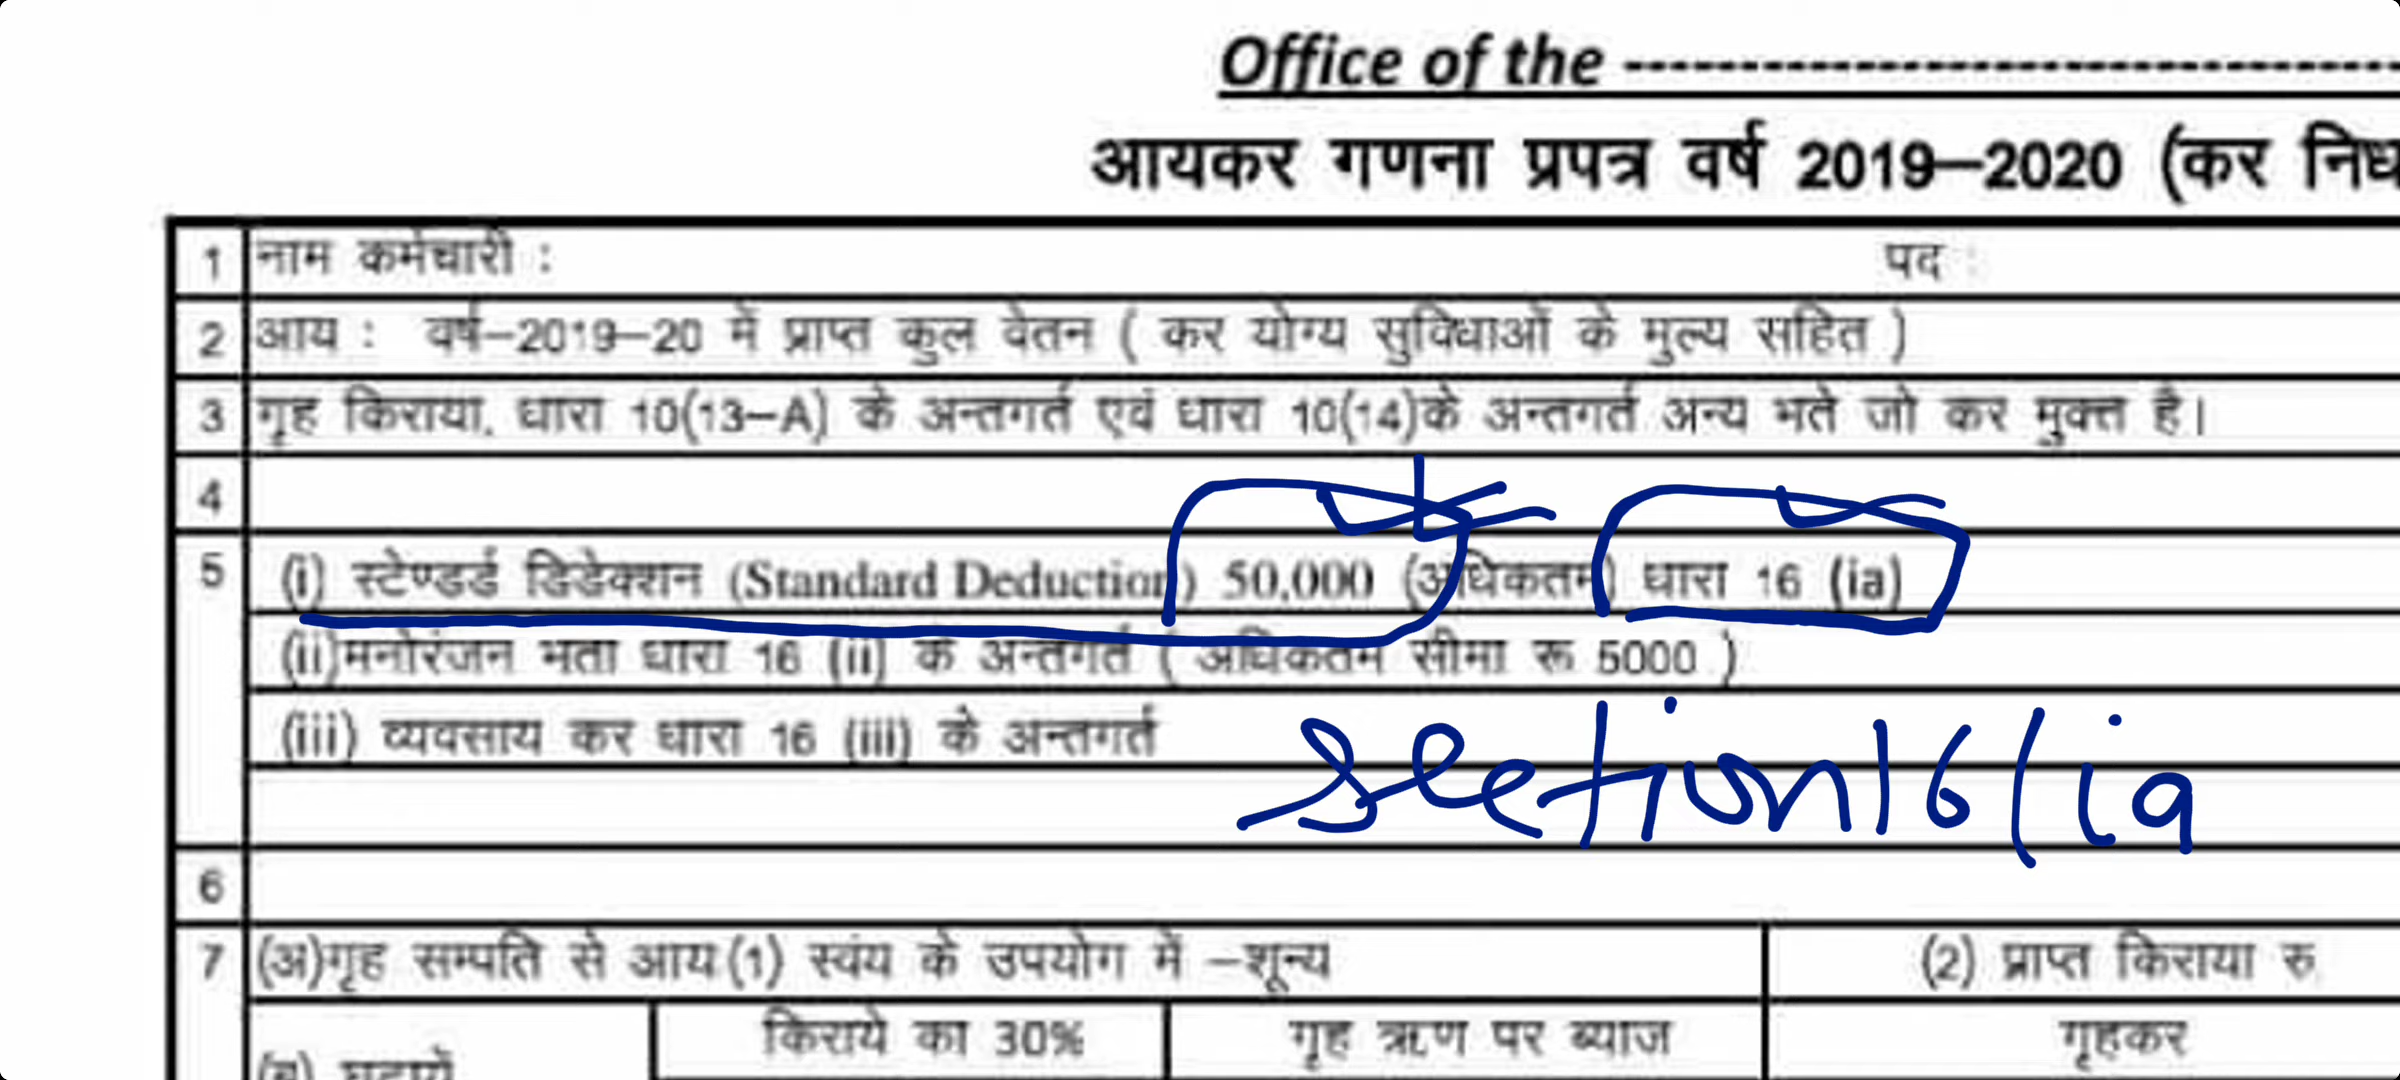 Office of the ----------------------------------
आयकर गणना प्रपत्र वर्ष 2019–2020 (कर निध
1 नाम कर्मचारी : पद :
2 आय : वर्ष–2019–20 में प्राप्त कुल वेतन ( कर योग्य सुविधाओं के मुल्य सहित )
3 गृह किराया, धारा 10(13–A) के अन्तगर्त एवं धारा 10(14)के अन्तगर्त अन्य भते जो कर मुक्त है।
4
5 (i) स्टेण्डर्ड डिडेक्शन (Standard Deduction) 50,000 (अधिकतम) धारा 16 (ia)
(ii)मनोरंजन भता धारा 16 (ii) के अन्तगर्त ( अधिकतम सीमा रू 5000 )
(iii) व्यवसाय कर धारा 16 (iii) के अन्तगर्त
Section 16(ia
6
7 (अ)गृह सम्पति से आय(1) स्वंय के उपयोग में –शून्य (2) प्राप्त किराया रु
किराये का 30% गृह ऋण पर ब्याज गृहकर